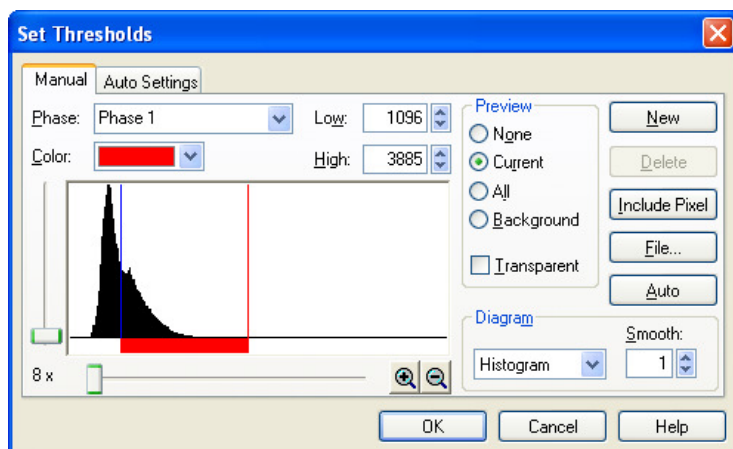 Set Thresholds
Manual
Auto Settings
Phase:
Phase 1
Low:
1096
Color:
High:
3885
Preview
None
Current
All
Background
Transparent
New
Delete
Include Pixel
File...
Auto
Diagram
Smooth:
Histogram
1
8 x
OK
Cancel
Help